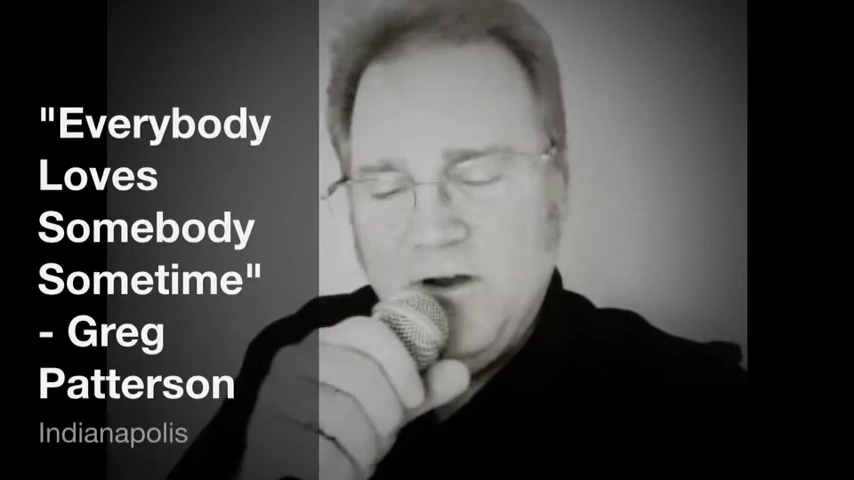 "Everybody
Loves
Somebody
Sometime"
- Greg
Patterson
Indianapolis